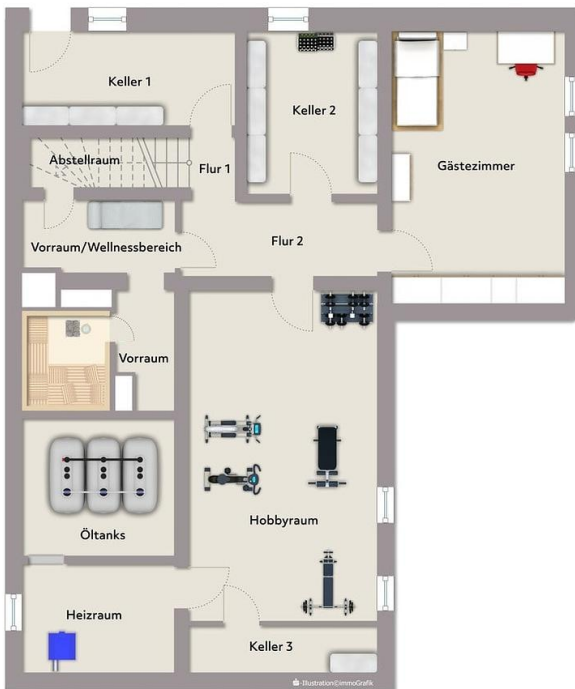 Keller 1
Keller 2
Abstellraum
Flur 1
Gästezimmer
Vorraum/Wellnessbereich
Flur 2
Vorraum
Hobbyraum
Öltanks
Heizraum
Keller 3
-Illustration©immoGrafik